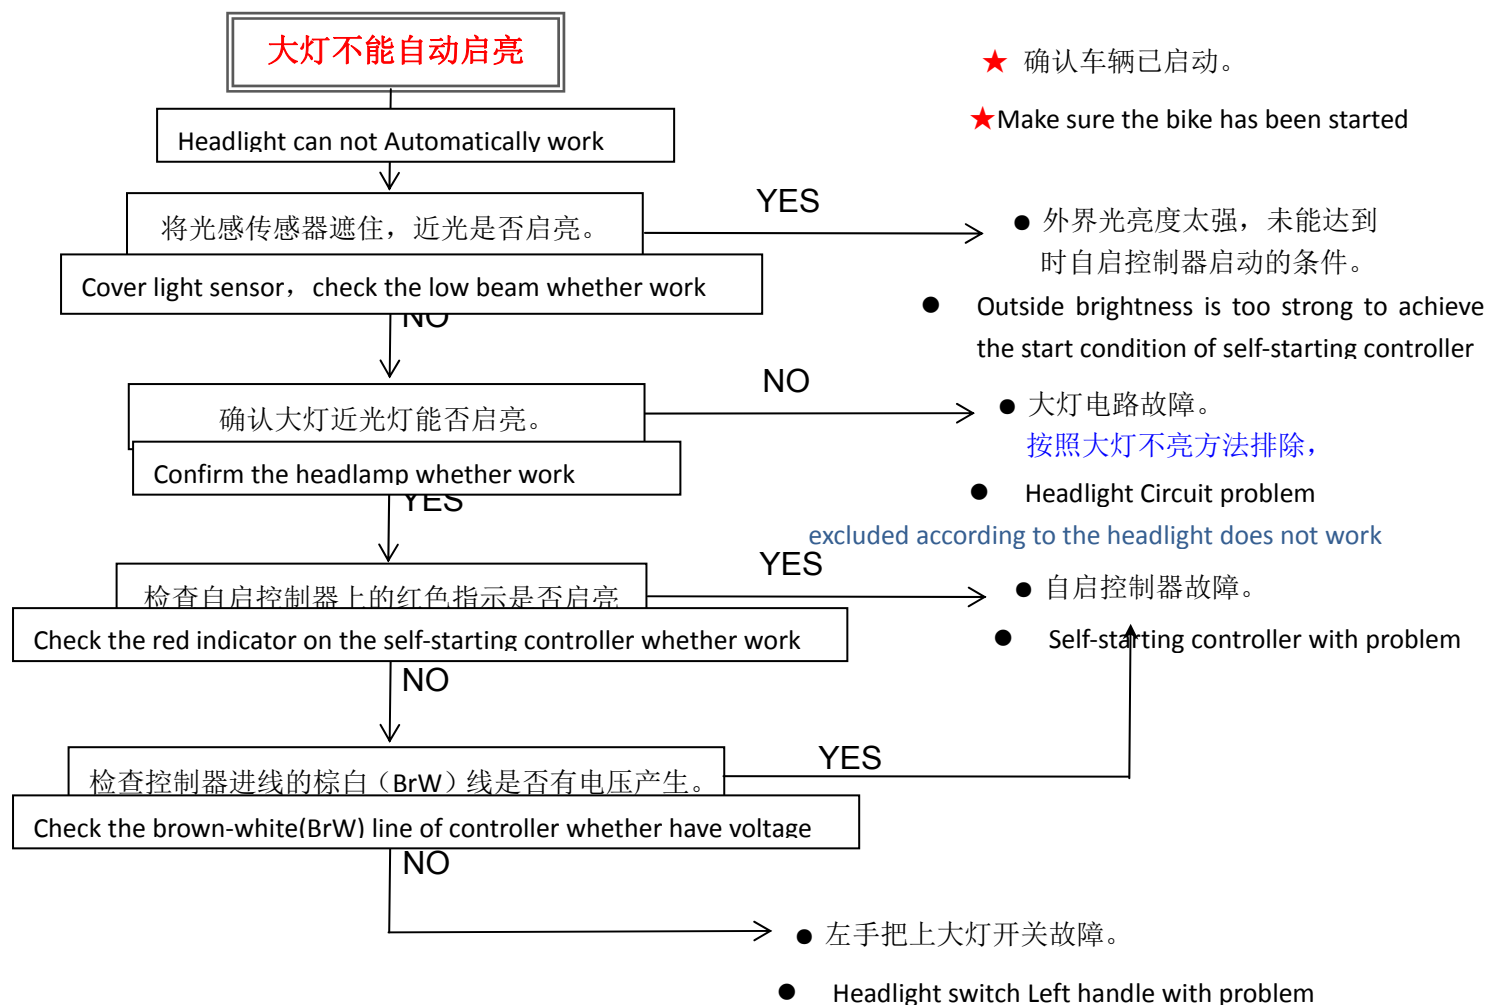 大灯不能自动启亮
★ 确认车辆已启动。
Headlight can not Automatically work
★Make sure the bike has been started
将光感传感器遮住，近光是否启亮。
YES
● 外界光亮度太强，未能达到
时自启控制器启动的条件。
Cover light sensor，check the low beam whether work
● Outside brightness is too strong to achieve
the start condition of self-starting controller
NO
确认大灯近光灯能否启亮。
NO
● 大灯电路故障。
按照大灯不亮方法排除，
Confirm the headlamp whether work
● Headlight Circuit problem
excluded according to the headlight does not work
YES
检查自启控制器上的红色指示是否启亮
YES
● 自启控制器故障。
Check the red indicator on the self-starting controller whether work
● Self-starting controller with problem
NO
检查控制器进线的棕白（BrW）线是否有电压产生。
YES
Check the brown-white(BrW) line of controller whether have voltage
NO
● 左手把上大灯开关故障。
● Headlight switch Left handle with problem